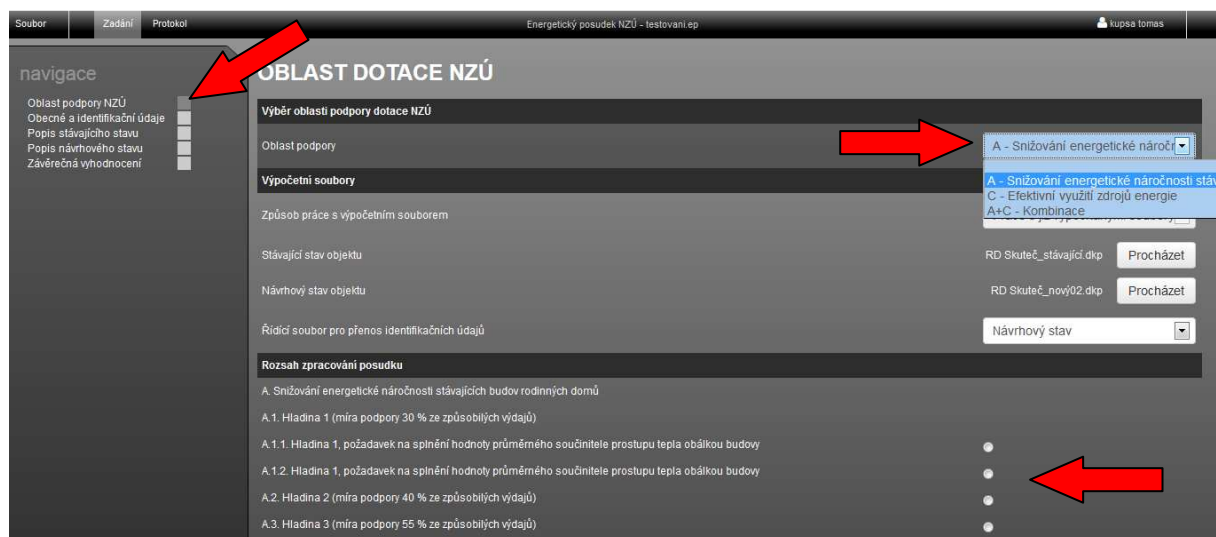 Soubor Zadání Protokol Energetický posudek NZÚ - testovani.ep kupsa tomas
navigace
Oblast podpory NZÚ
Obecné a identifikační údaje
Popis stávajícího stavu
Popis návrhového stavu
Závěrečná vyhodnocení
OBLAST DOTACE NZÚ
Výběr oblasti podpory dotace NZÚ
Oblast podpory A - Snižování energetické nároč
A - Snižování energetické náročnosti stáv
C - Efektivní využití zdrojů energie
A+C - Kombinace
Výpočetní soubory
Způsob práce s výpočetním souborem
Stávající stav objektu RD Skuteč_stávající.dkp Procházet
Návrhový stav objektu RD Skuteč_nový02.dkp Procházet
Řídící soubor pro přenos identifikačních údajů Návrhový stav
Rozsah zpracování posudku
A. Snižování energetické náročnosti stávajících budov rodinných domů
A.1. Hladina 1 (míra podpory 30 % ze způsobilých výdajů)
A.1.1. Hladina 1, požadavek na splnění hodnoty průměrného součinitele prostupu tepla obálkou budovy
A.1.2. Hladina 1, požadavek na splnění hodnoty průměrného součinitele prostupu tepla obálkou budovy
A.2. Hladina 2 (míra podpory 40 % ze způsobilých výdajů)
A.3. Hladina 3 (míra podpory 55 % ze způsobilých výdajů)